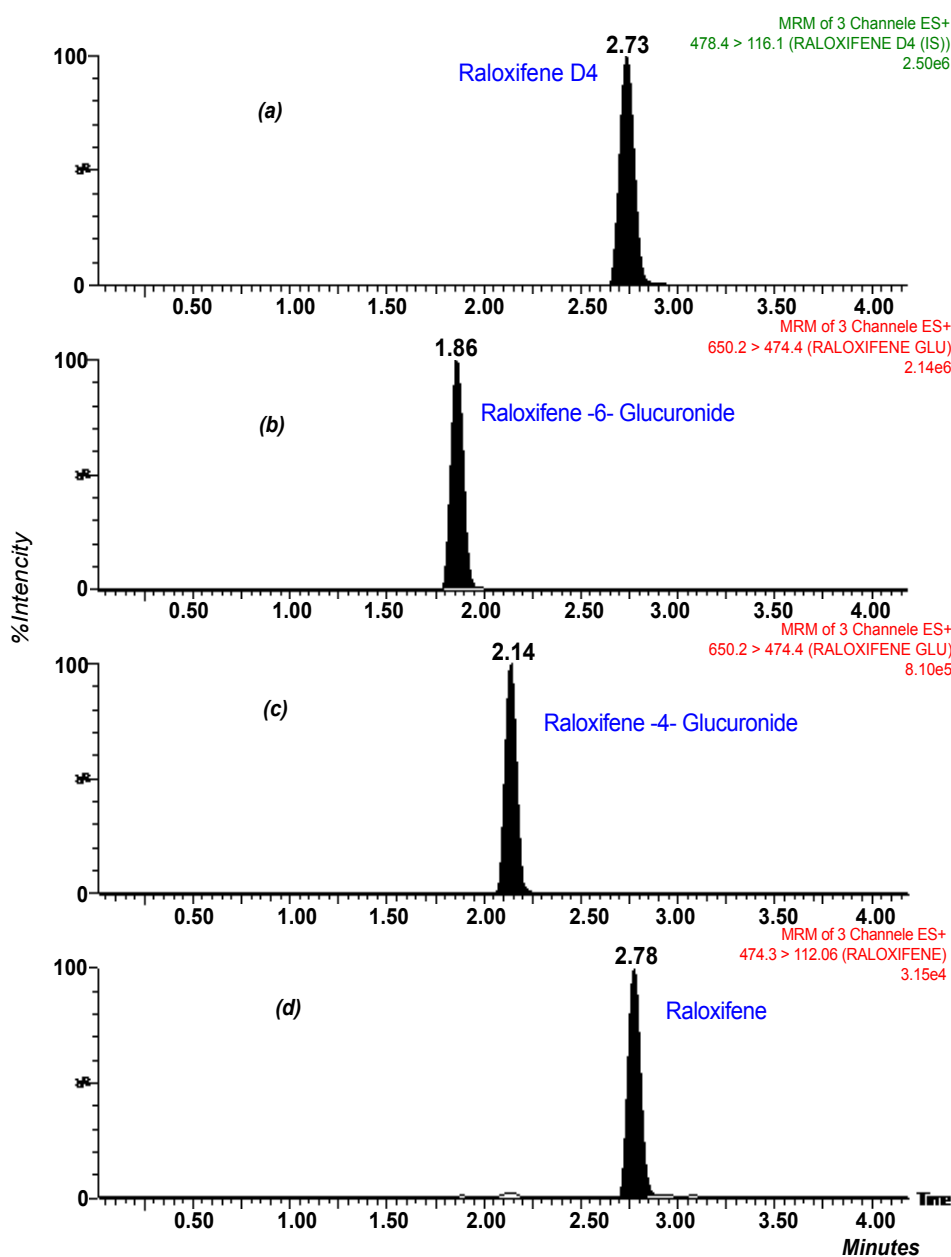 MRM of 3 Channele ES+
478.4 > 116.1 (RALOXIFENE D4 (IS))
2.50e6
2.73
100
Raloxifene D4
(a)
%
0
0.50 1.00 1.50 2.00 2.50 3.00 3.50 4.00
MRM of 3 Channele ES+
650.2 > 474.4 (RALOXIFENE GLU)
2.14e6
1.86
100
Raloxifene -6- Glucuronide
(b)
%
0
0.50 1.00 1.50 2.00 2.50 3.00 3.50 4.00
%Intencity
MRM of 3 Channele ES+
650.2 > 474.4 (RALOXIFENE GLU)
8.10e5
2.14
100
(c)
Raloxifene -4- Glucuronide
%
0
0.50 1.00 1.50 2.00 2.50 3.00 3.50 4.00
MRM of 3 Channele ES+
474.3 > 112.06 (RALOXIFENE)
3.15e4
2.78
100
(d)
Raloxifene
%
0
Time
0.50 1.00 1.50 2.00 2.50 3.00 3.50 4.00
Minutes